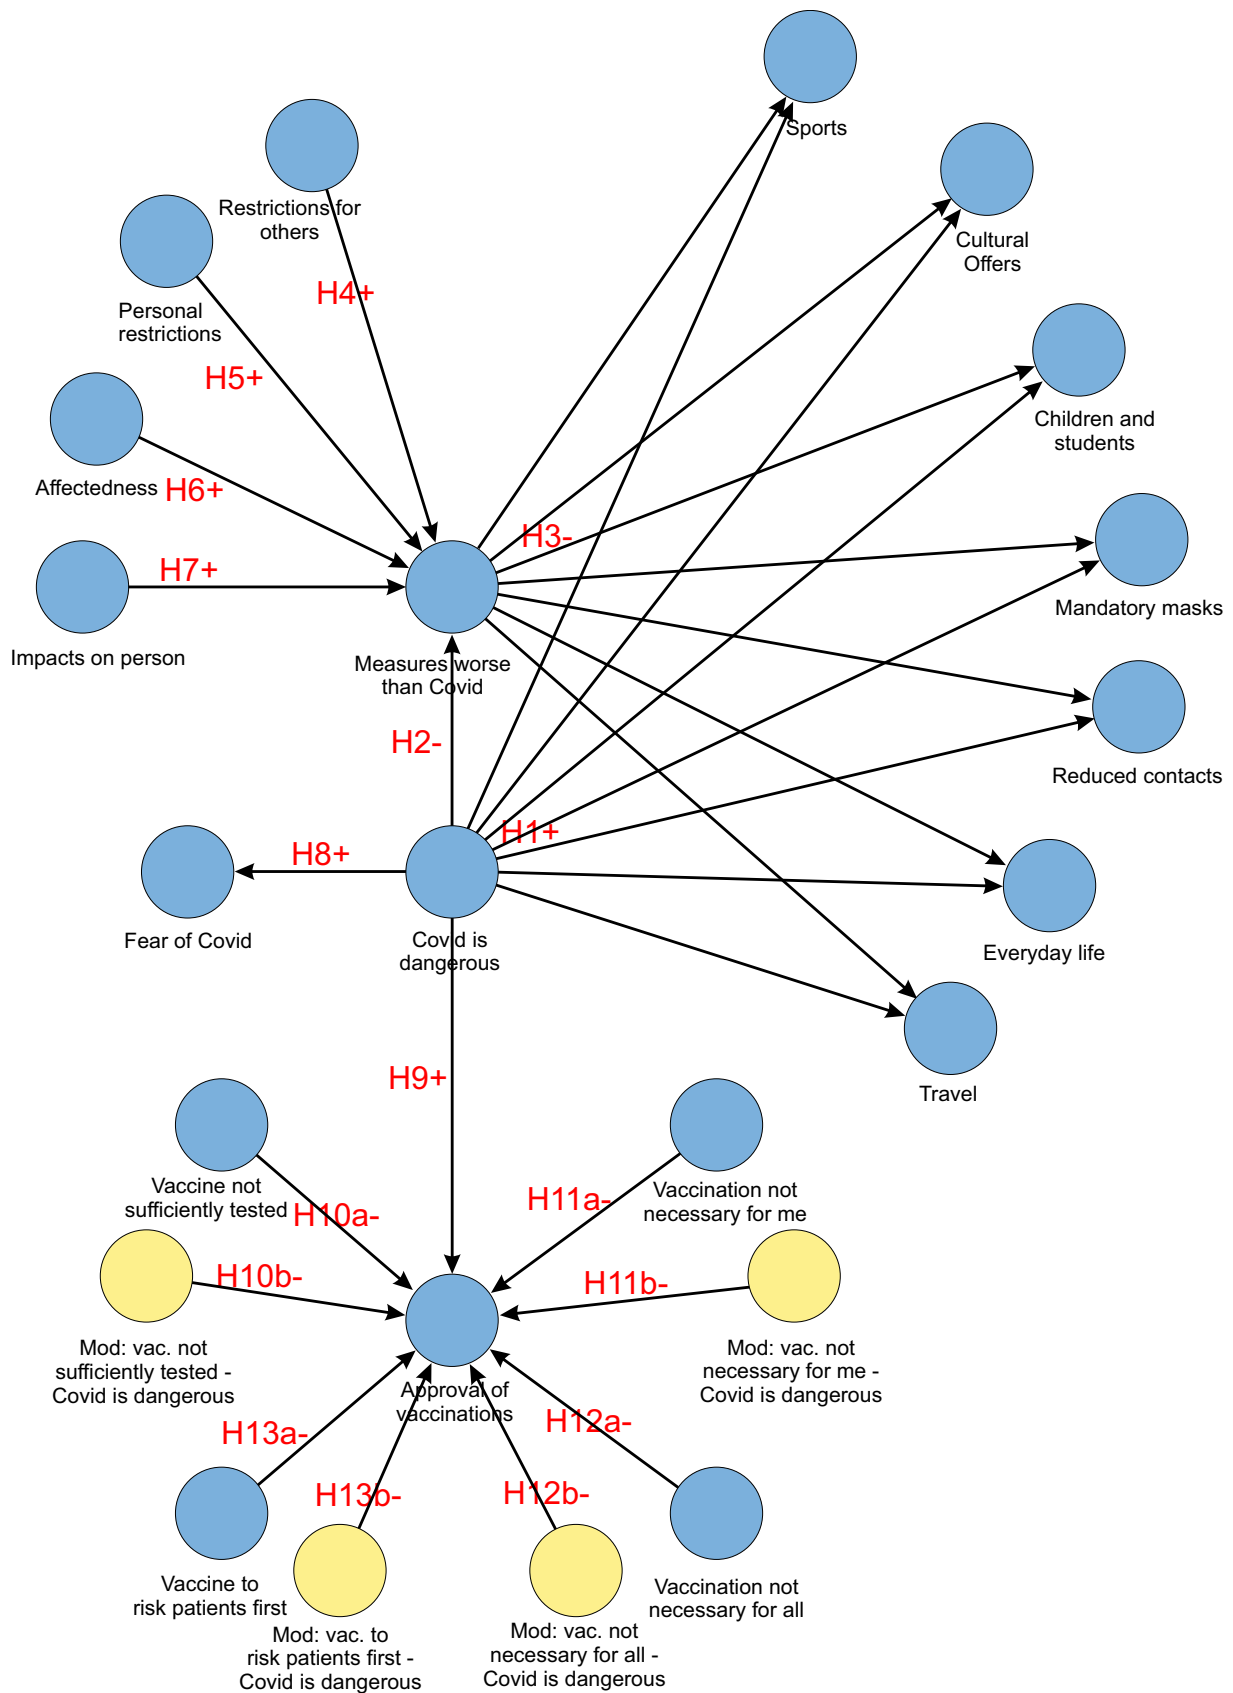 Sports
Restrictions for
others
Cultural
Offers
H4+
Personal
restrictions
H5+
Children and
students
Affectedness
H6+
H3-
H7+
Mandatory masks
Impacts on person
Measures worse
than Covid
H2-
Reduced contacts
H1+
H8+
Fear of Covid
Covid is
dangerous
Everyday life
H9+
Travel
Vaccine not
sufficiently tested
H10a-
H11a-
Vaccination not
necessary for me
H10b-
H11b-
Mod: vac. not
sufficiently tested -
Covid is dangerous
Mod: vac. not
necessary for me -
Covid is dangerous
Approval of
vaccinations
H13a-
H12a-
H13b-
H12b-
Vaccine to
risk patients first
Vaccination not
necessary for all
Mod: vac. to
risk patients first -
Covid is dangerous
Mod: vac. not
necessary for all -
Covid is dangerous